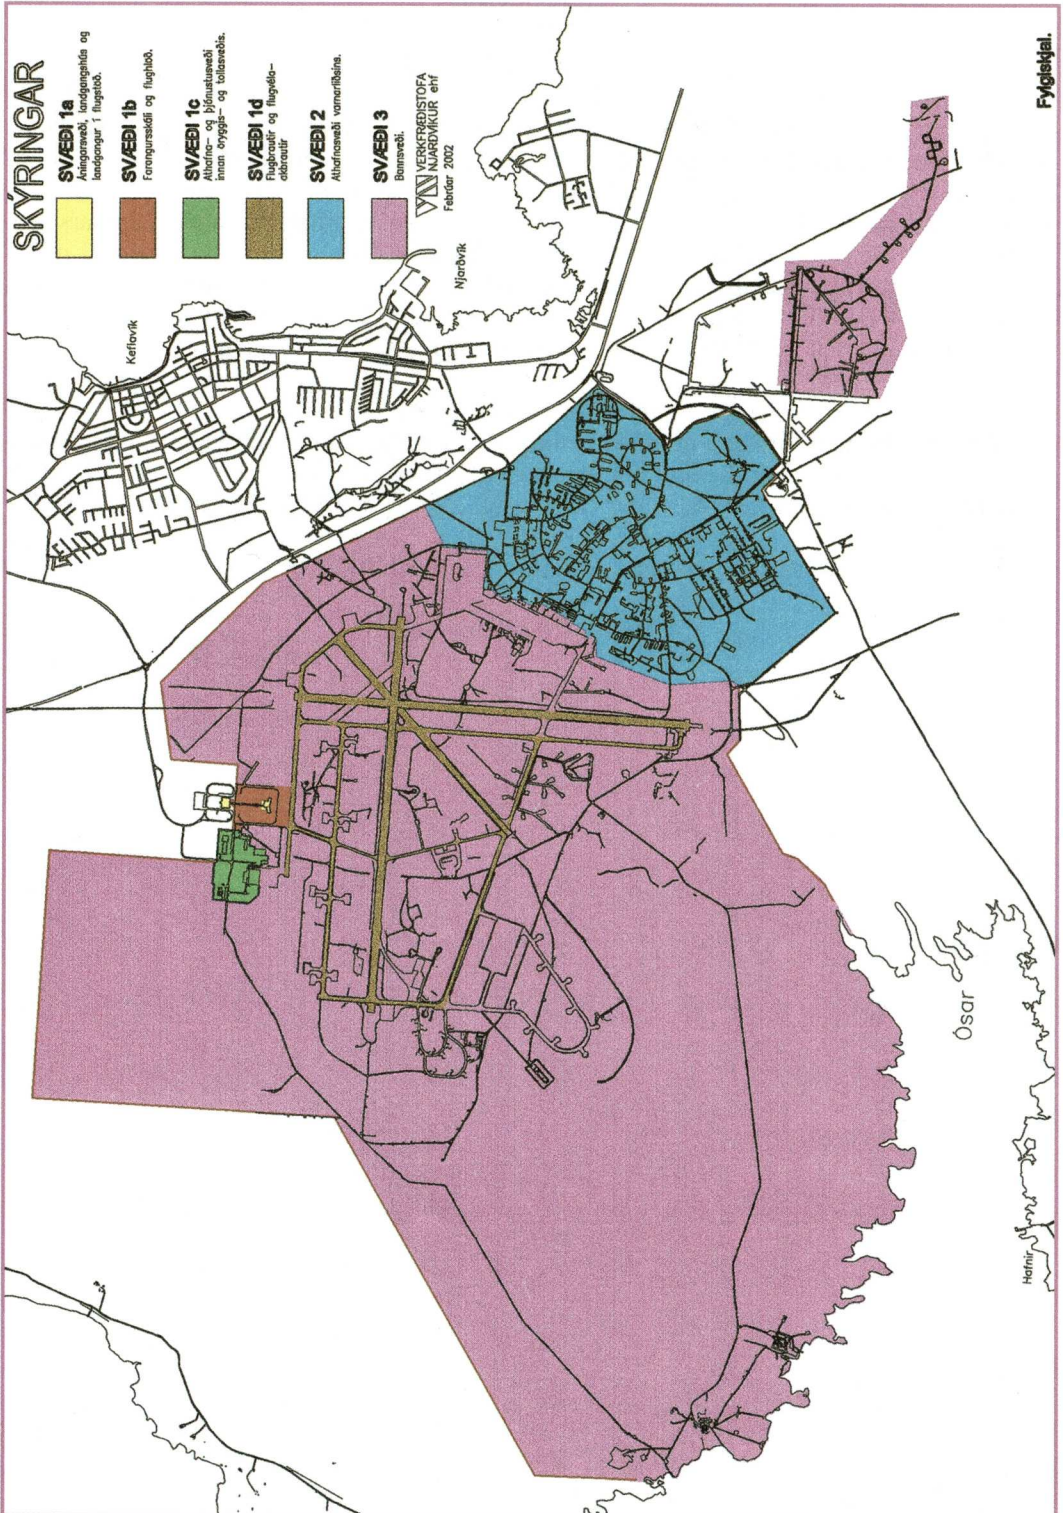 SKÝRINGAR
SVÆÐI 1a
Áningarsvæði, landgangshús og
landgangur í flugstöð.
SVÆÐI 1b
Farangursskáli og flughlöð.
SVÆÐI 1c
Athafna- og þjónustusvæði
innan öryggis- og tollasvæðis.
SVÆÐI 1d
Flugbrautir og flugvéla-
akbrautir
SVÆÐI 2
Athafnasvæði varnarliðsins.
SVÆÐI 3
Bannsvæði.
VERKFRÆÐISTOFA
NJARÐVÍKUR ehf
Febrúar 2002
Keflavík
Njarðvík
Ósar
Hafnir
Fylgiskjal.